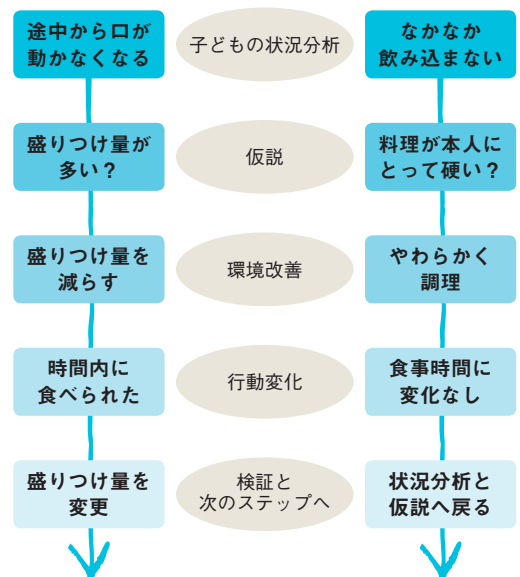 途中から口が
動かなくなる
子どもの状況分析
なかなか
飲み込まない
盛りつけ量が
多い？
仮説
料理が本人に
とって硬い？
盛りつけ量を
減らす
環境改善
やわらかく
調理
時間内に
食べられた
行動変化
食事時間に
変化なし
盛りつけ量を
変更
検証と
次のステップへ
状況分析と
仮説へ戻る